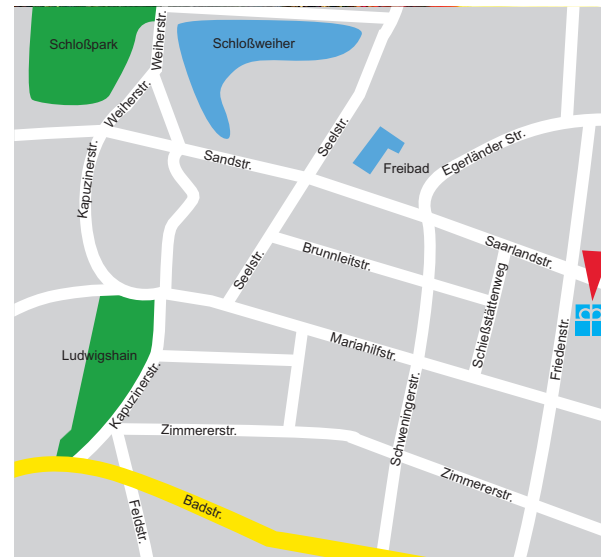 Schloßpark
Weiherstr.
Schloßweiher
Weiherstr.
Seelstr.
Freibad
Egerländer Str.
Sandstr.
Kapuzinerstr.
Saarlandstr.
Brunnleitstr.
Seelstr.
Schießstättenweg
Mariahilfstr.
Friedenstr.
Ludwigshain
Kapuzinerstr.
Schweningerstr.
Zimmererstr.
Zimmererstr.
Badstr.
Feldstr.